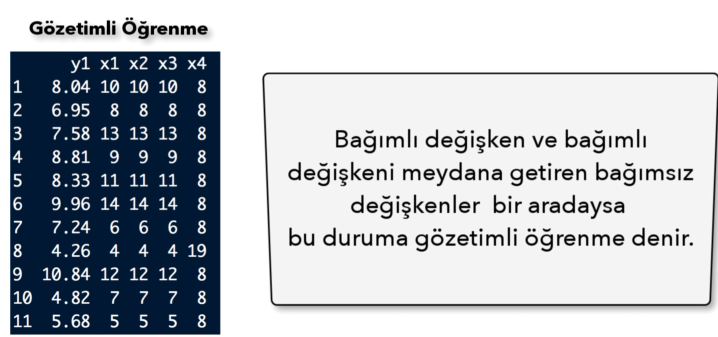 Gözetimli Öğrenme
y1 x1 x2 x3 x4
1 8.04 10 10 10 8
2 6.95 8 8 8 8
3 7.58 13 13 13 8
4 8.81 9 9 9 8
5 8.33 11 11 11 8
6 9.96 14 14 14 8
7 7.24 6 6 6 8
8 4.26 4 4 4 19
9 10.84 12 12 12 8
10 4.82 7 7 7 8
11 5.68 5 5 5 8
Bağımlı değişken ve bağımlı
değişkeni meydana getiren bağımsız
değişkenler bir aradaysa
bu duruma gözetimli öğrenme denir.